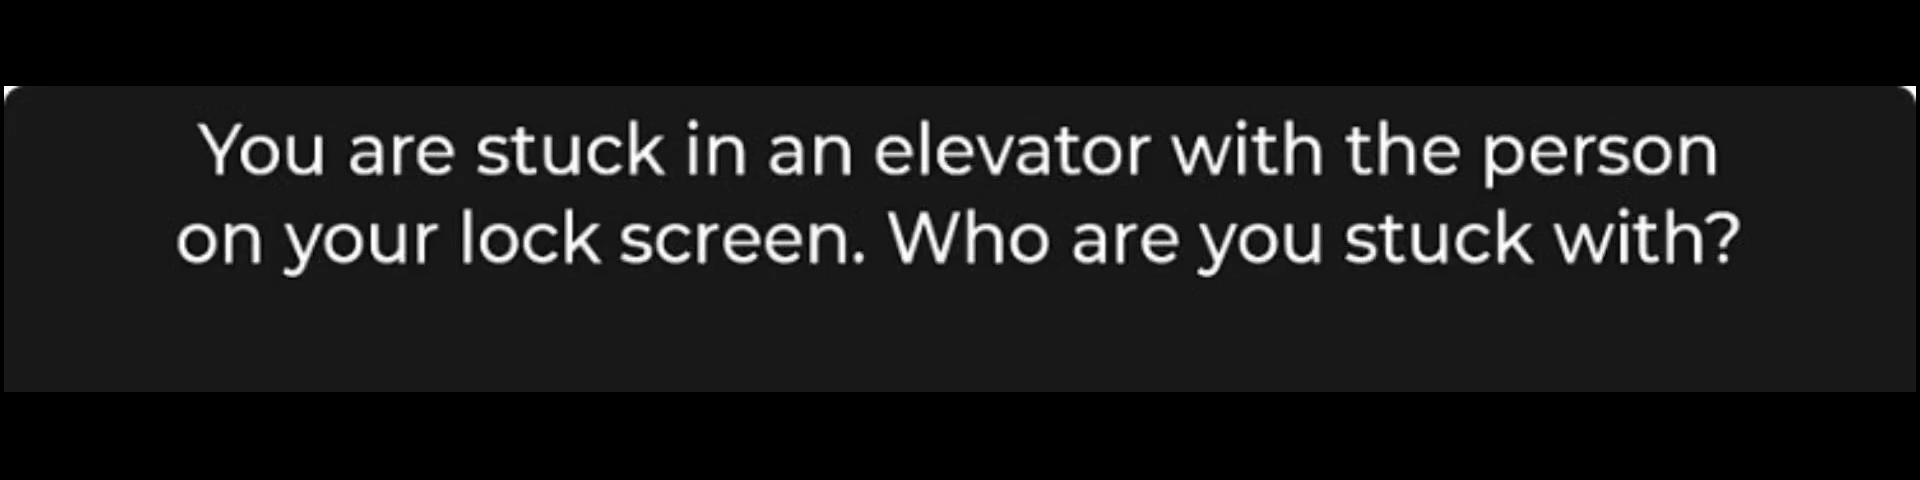 You are stuck in an elevator with the person
on your lock screen. Who are you stuck with?